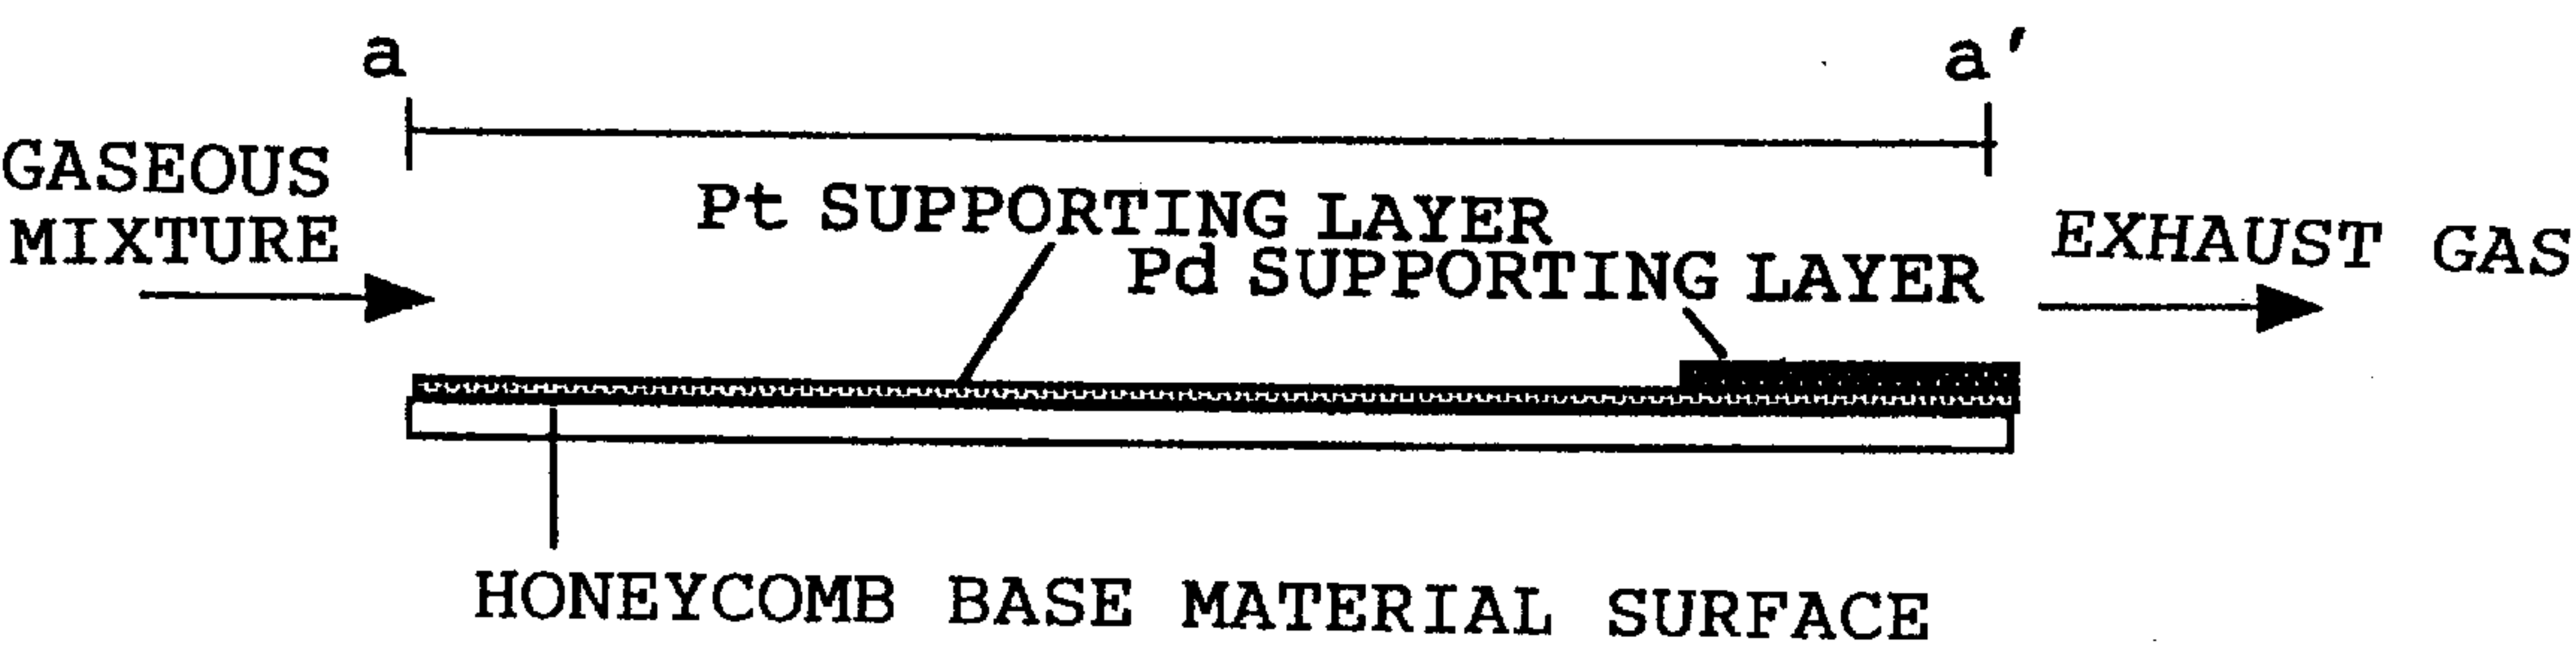 a
a'
GASEOUS
MIXTURE
Pt SUPPORTING LAYER
Pd SUPPORTING LAYER
EXHAUST GAS
HONEYCOMB BASE MATERIAL SURFACE